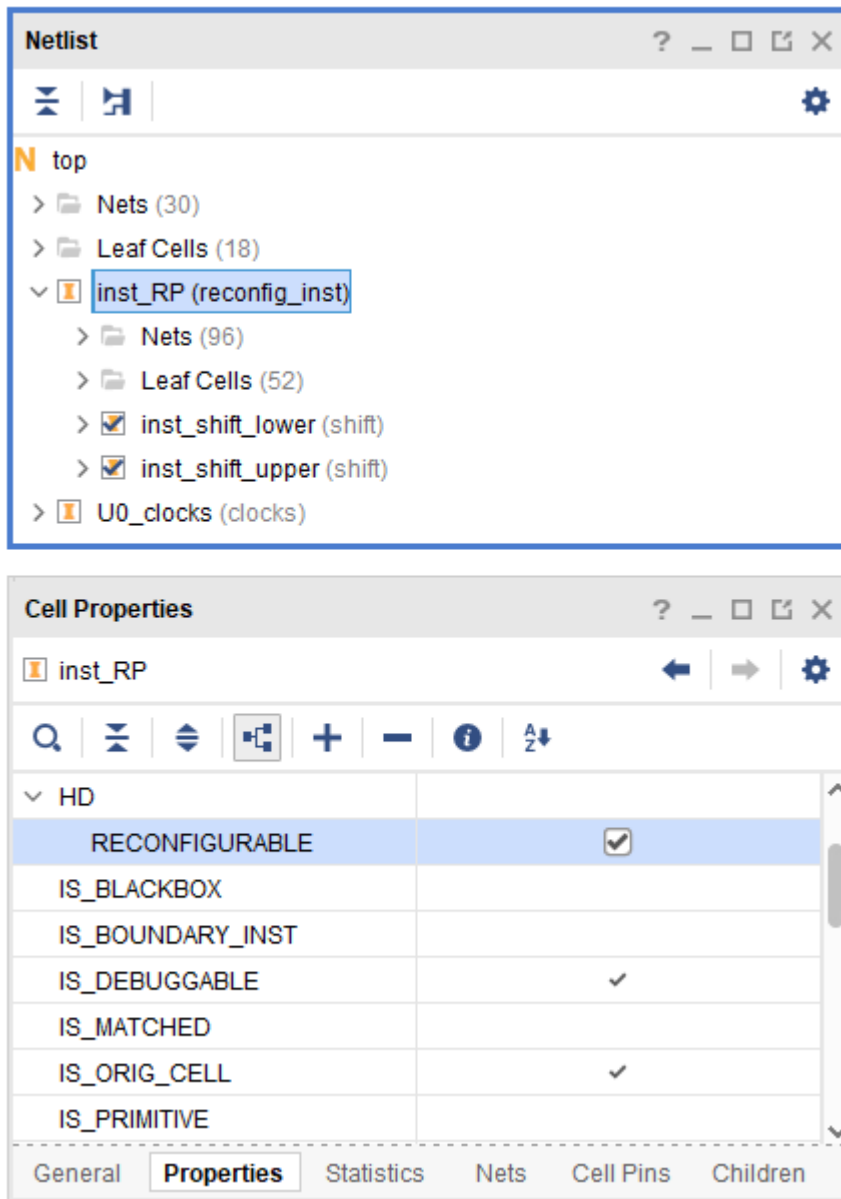 Netlist
top
Nets (30)
Leaf Cells (18)
inst_RP (reconfig_inst)
Nets (96)
Leaf Cells (52)
inst_shift_lower (shift)
inst_shift_upper (shift)
U0_clocks (clocks)
Cell Properties
inst_RP
HD
RECONFIGURABLE
IS_BLACKBOX
IS_BOUNDARY_INST
IS_DEBUGGABLE
IS_MATCHED
IS_ORIG_CELL
IS_PRIMITIVE
General Properties Statistics Nets Cell Pins Children